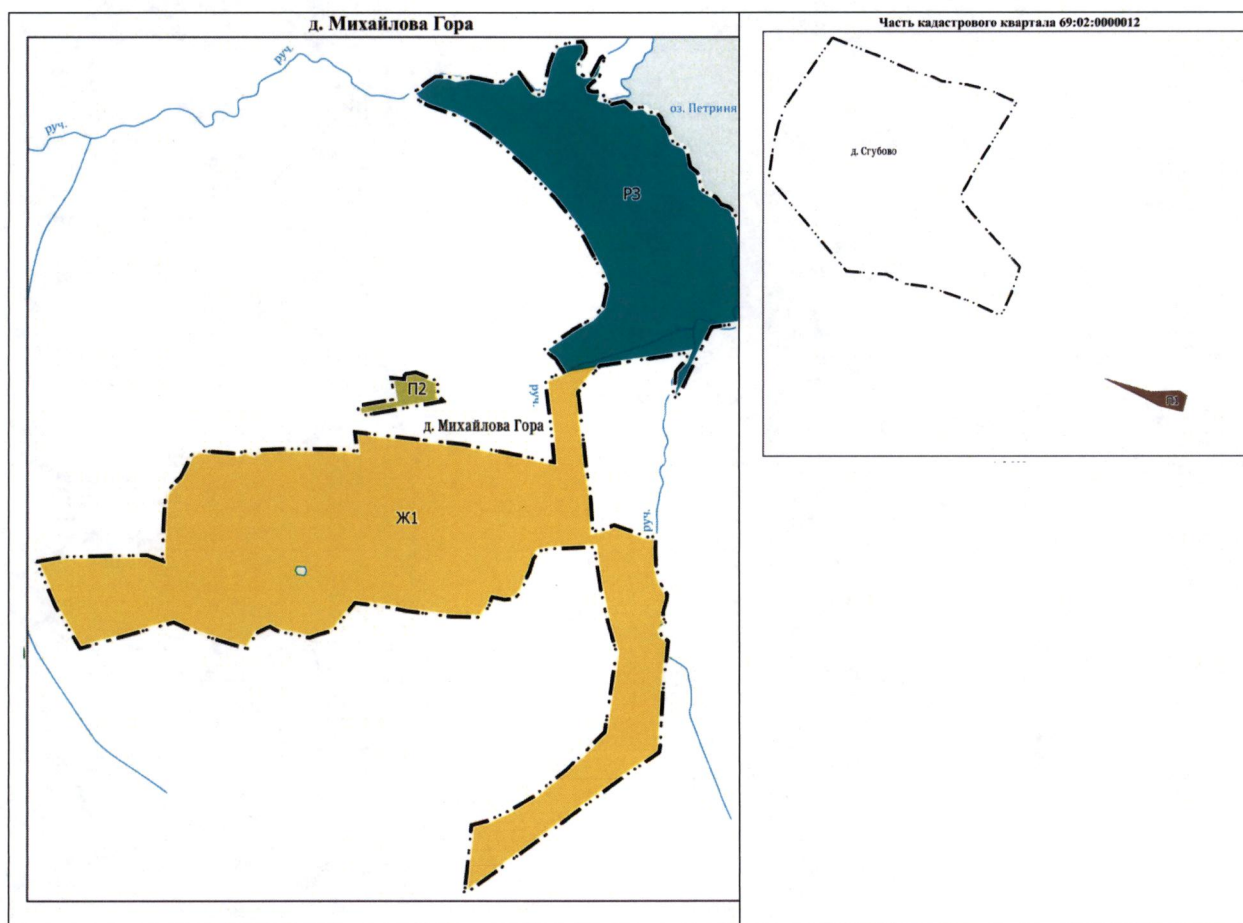 д. Михайлова Гора
Часть кадастрового квартала 69:02:0000012
руч.
руч.
оз. Петриня
д. Сгубово
Р3
П2
руч.
П1
д. Михайлова Гора
Ж1
руч.